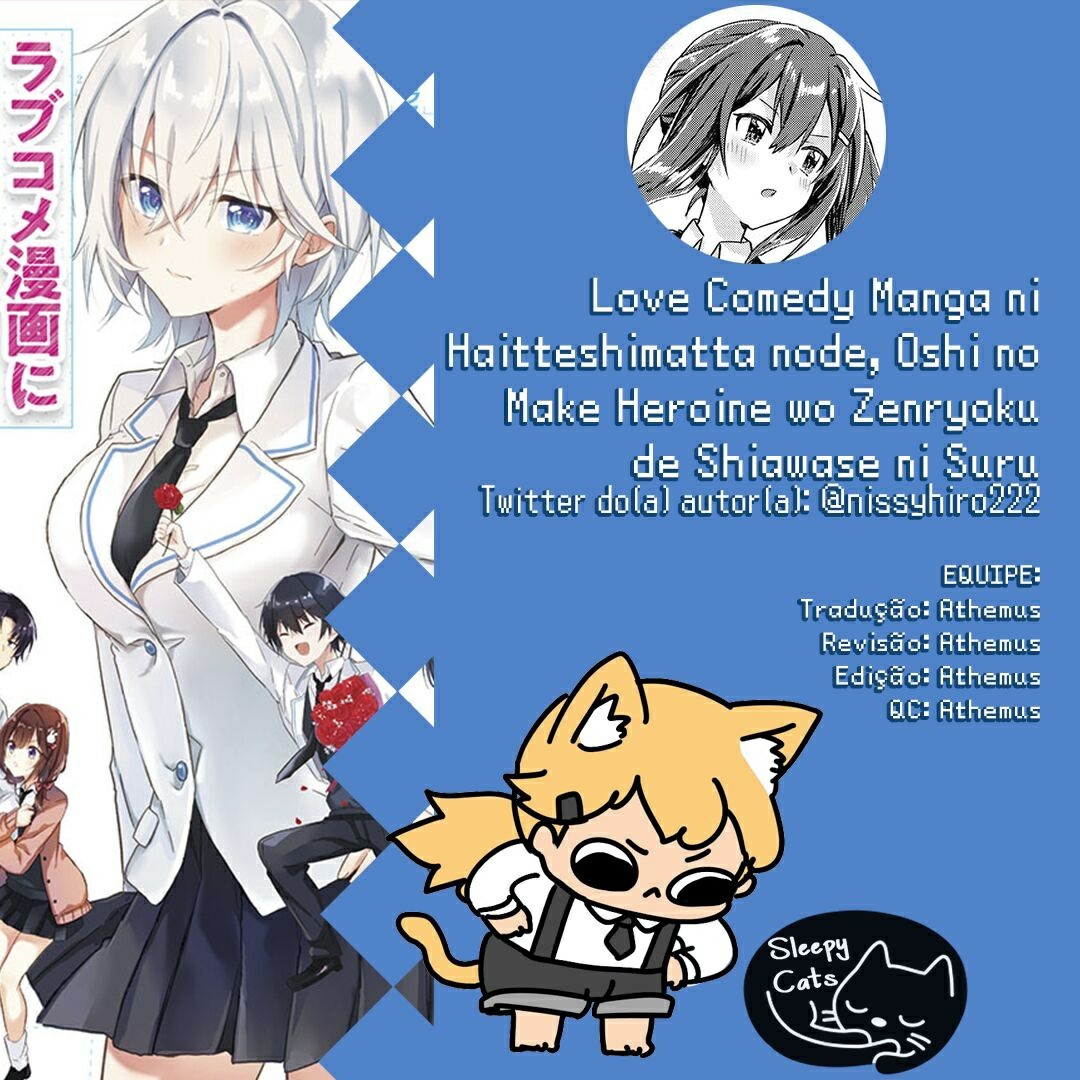 ラブコメ漫画に
Love Comedy Manga ni
Haitteshimatta node, Oshi no
Make Heroine wo Zenryoku
de Shiawase ni Suru
Twitter do(a) autor(a): @nissyhiro222
EQUIPE:
Tradução: Athemus
Revisão: Athemus
Edição: Athemus
QC: Athemus
Sleepy
Cats